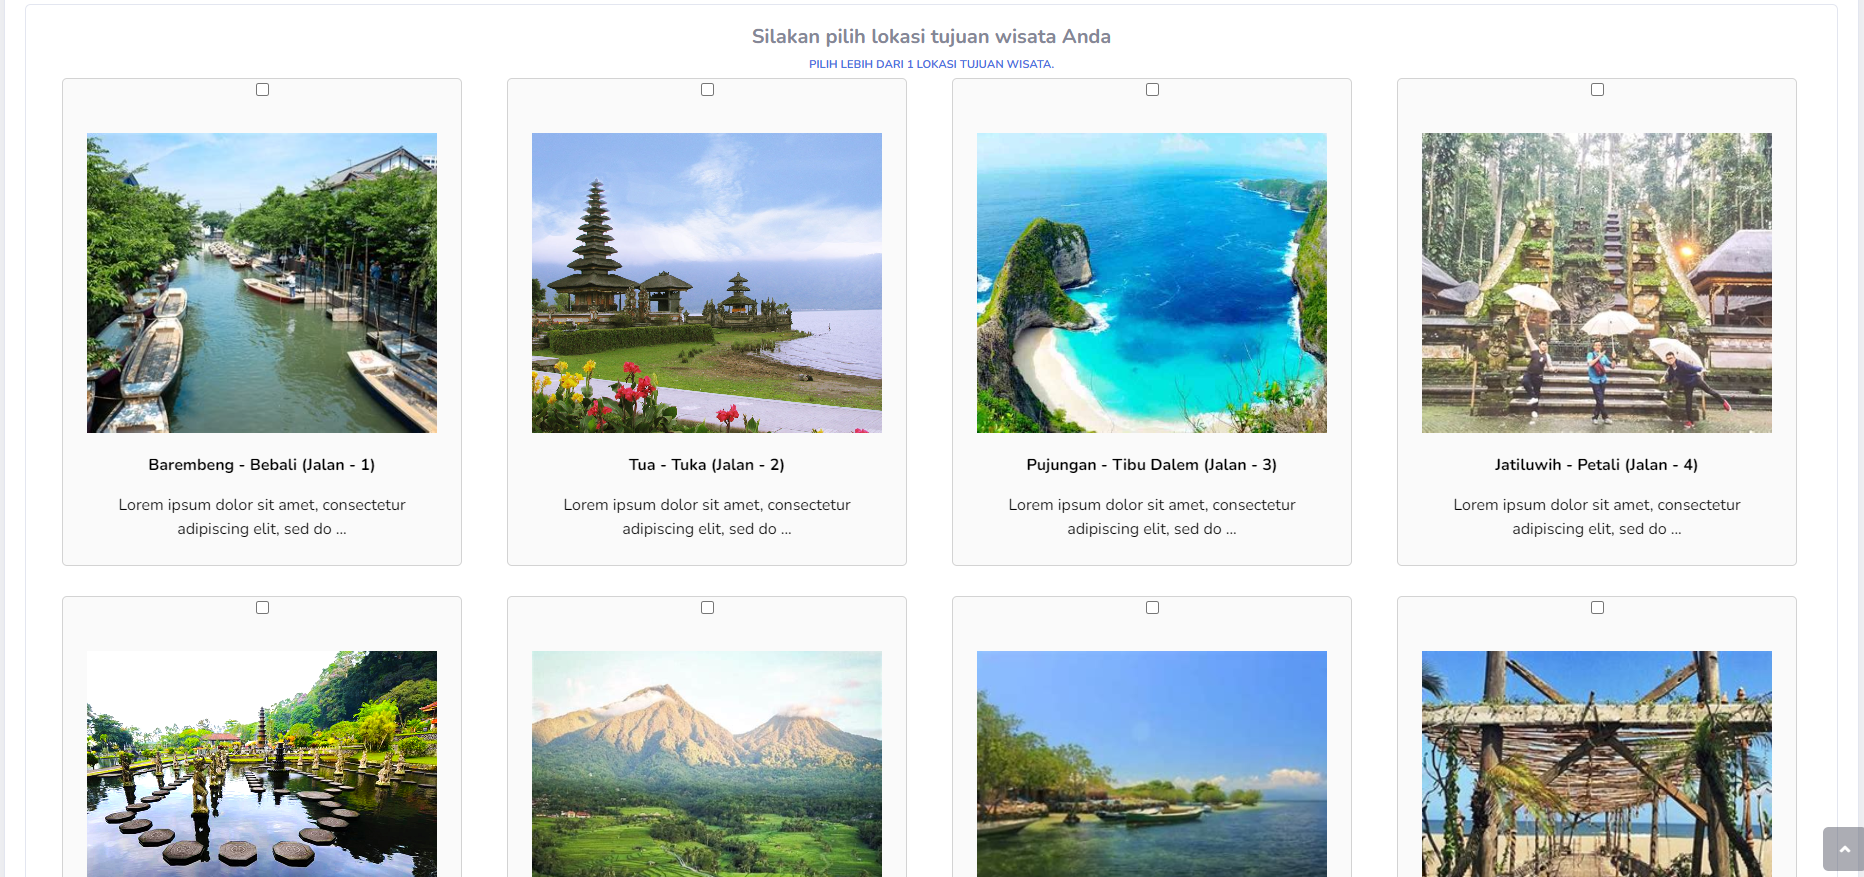 Silakan pilih lokasi tujuan wisata Anda
PILIH LEBIH DARI 1 LOKASI TUJUAN WISATA.
Barembeng - Bebali (Jalan - 1)
Lorem ipsum dolor sit amet, consectetur
adipiscing elit, sed do ...
Tua - Tuka (Jalan - 2)
Lorem ipsum dolor sit amet, consectetur
adipiscing elit, sed do ...
Pujungan - Tibu Dalem (Jalan - 3)
Lorem ipsum dolor sit amet, consectetur
adipiscing elit, sed do ...
Jatiluwih - Petali (Jalan - 4)
Lorem ipsum dolor sit amet, consectetur
adipiscing elit, sed do ...